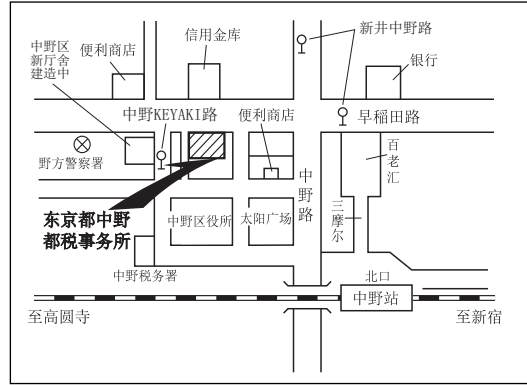 中野区
新厅舍
建造中
便利商店
信用金库
新井中野路
银行
中野KEYAKI路
便利商店
早稲田路
野方警察署
百老汇
中野路
三摩尔
东京都中野
都税事务所
中野区役所
太阳广场
中野税务署
北口
中野站
至高圆寺
至新宿